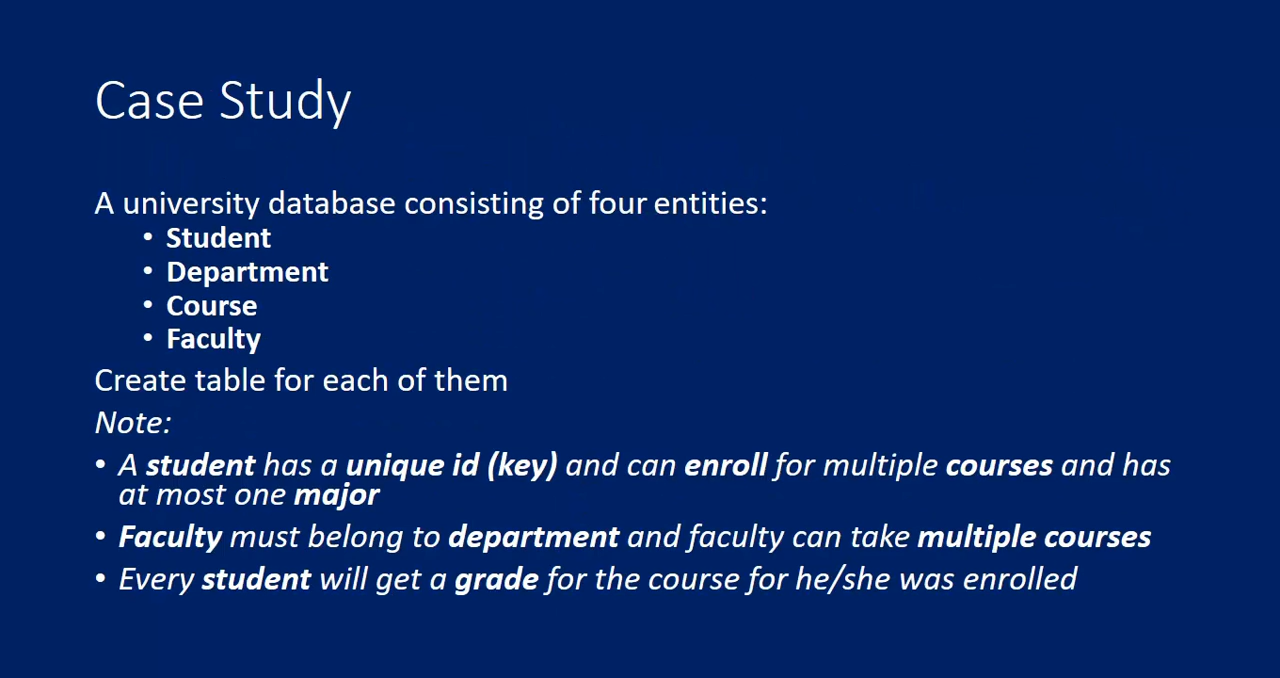 Case Study
A university database consisting of four entities:
• Student
• Department
• Course
• Faculty
Create table for each of them
Note:
• A student has a unique id (key) and can enroll for multiple courses and has
at most one major
• Faculty must belong to department and faculty can take multiple courses
• Every student will get a grade for the course for he/she was enrolled